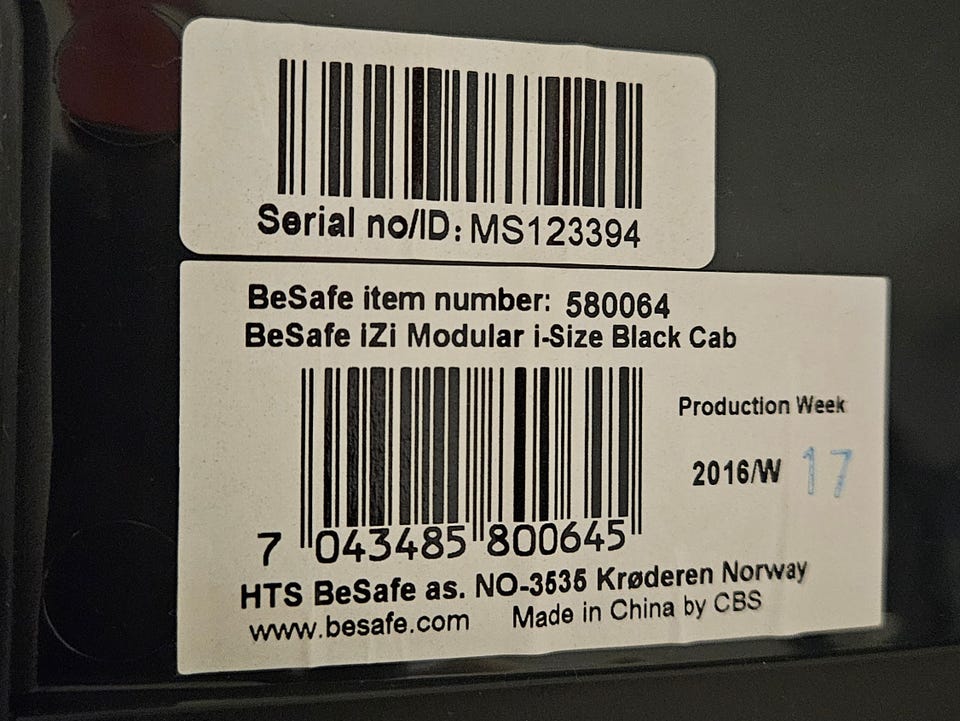 Serial no/ID: MS123394
BeSafe item number: 580064
BeSafe iZi Modular i-Size Black Cab
Production Week
2016/W 17
7 043485 800645
HTS BeSafe as. NO-3535 Krøderen Norway
www.besafe.com Made in China by CBS